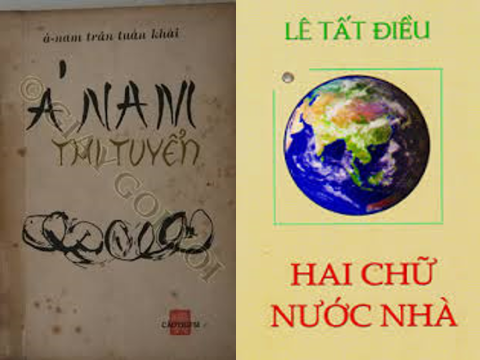 á-nam trần tuấn khải
Á NAM
THI TUYỂN
LÊ TẤT ĐIỀU
HAI CHỮ
NƯỚC NHÀ